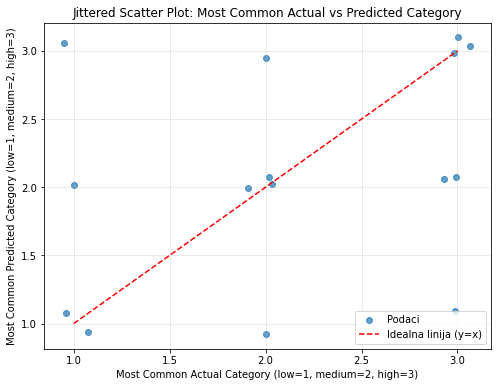 Jittered Scatter Plot: Most Common Actual vs Predicted Category
Most Common Predicted Category (low=1, medium=2, high=3)
3.0
2.5
2.0
1.5
1.0
Podaci
Idealna linija (y=x)
1.0 1.5 2.0 2.5 3.0
Most Common Actual Category (low=1, medium=2, high=3)